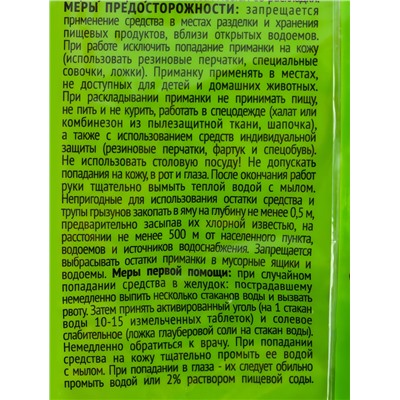 МЕРЫ ПРЕДОСТОРОЖНОСТИ: запрещается
применение средства в местах разделки и хранения
пищевых продуктов, вблизи открытых водоемов.
При работе исключить попадание приманки на кожу
(использовать резиновые перчатки, специальные
совочки, ложки). Приманку применять в местах,
не доступных для детей и домашних животных.
При раскладывании приманки не принимать пищу,
не пить и не курить, работать в спецодежде (халат или
комбинезон из пылезащитной ткани, шапочка),
а также с использованием средств индивидуальной
защиты (резиновые перчатки, фартук и спецобувь).
Не использовать столовую посуду! Не допускать
попадания на кожу, в рот и глаза. После окончания работ
руки тщательно вымыть теплой водой с мылом.
Непригодные для использования остатки средства и
трупы грызунов закопать в яму на глубину не менее 0,5 м,
предварительно засыпав их хлорной известью, на
расстоянии не менее 500 м от населенного пункта,
водоемов и источников водоснабжения. Запрещается
выбрасывать остатки приманки в мусорные ящики и
водоемы. Меры первой помощи: при случайном
попадании средства в желудок: пострадавшему
немедленно выпить несколько стаканов воды и вызвать
рвоту. Затем принять активированный уголь (на 1 стакан
воды 10-15 измельченных таблеток) и солевое
слабительное (ложка глауберовой соли на стакан воды).
Немедленно обратиться к врачу. При попадании
средства на кожу тщательно промыть ее водой
с мылом. При попадании в глаза - их следует обильно
промыть водой или 2% раствором пищевой соды.